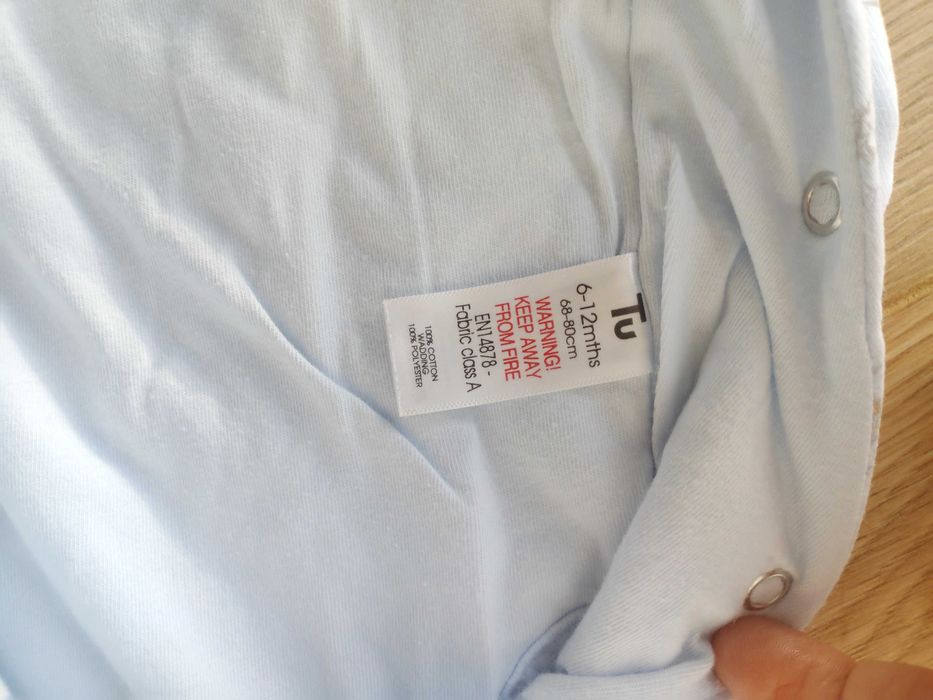 Tu
6-12mths
68-80cm
WARNING!
KEEP AWAY
FROM FIRE
EN14878 -
Fabric class A
100% COTTON
WADDING
100% POLYESTER